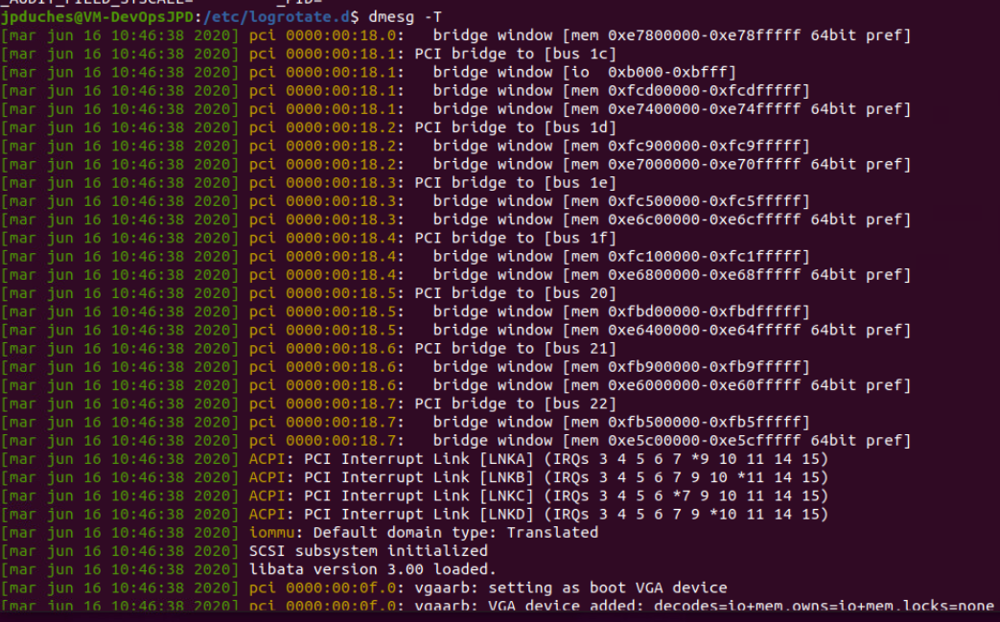 _AUDIT_FIELD_SYSCALL= _PID=
jpduches@VM-DevOpsJPD:/etc/logrotate.d$ dmesg -T
[mar jun 16 10:46:38 2020] pci 0000:00:18.0:   bridge window [mem 0xe7800000-0xe78fffff 64bit pref]
[mar jun 16 10:46:38 2020] pci 0000:00:18.1: PCI bridge to [bus 1c]
[mar jun 16 10:46:38 2020] pci 0000:00:18.1:   bridge window [io  0xb000-0xbfff]
[mar jun 16 10:46:38 2020] pci 0000:00:18.1:   bridge window [mem 0xfcd00000-0xfcdfffff]
[mar jun 16 10:46:38 2020] pci 0000:00:18.1:   bridge window [mem 0xe7400000-0xe74fffff 64bit pref]
[mar jun 16 10:46:38 2020] pci 0000:00:18.2: PCI bridge to [bus 1d]
[mar jun 16 10:46:38 2020] pci 0000:00:18.2:   bridge window [mem 0xfc900000-0xfc9fffff]
[mar jun 16 10:46:38 2020] pci 0000:00:18.2:   bridge window [mem 0xe7000000-0xe70fffff 64bit pref]
[mar jun 16 10:46:38 2020] pci 0000:00:18.3: PCI bridge to [bus 1e]
[mar jun 16 10:46:38 2020] pci 0000:00:18.3:   bridge window [mem 0xfc500000-0xfc5fffff]
[mar jun 16 10:46:38 2020] pci 0000:00:18.3:   bridge window [mem 0xe6c00000-0xe6cfffff 64bit pref]
[mar jun 16 10:46:38 2020] pci 0000:00:18.4: PCI bridge to [bus 1f]
[mar jun 16 10:46:38 2020] pci 0000:00:18.4:   bridge window [mem 0xfc100000-0xfc1fffff]
[mar jun 16 10:46:38 2020] pci 0000:00:18.4:   bridge window [mem 0xe6800000-0xe68fffff 64bit pref]
[mar jun 16 10:46:38 2020] pci 0000:00:18.5: PCI bridge to [bus 20]
[mar jun 16 10:46:38 2020] pci 0000:00:18.5:   bridge window [mem 0xfbd00000-0xfbdfffff]
[mar jun 16 10:46:38 2020] pci 0000:00:18.5:   bridge window [mem 0xe6400000-0xe64fffff 64bit pref]
[mar jun 16 10:46:38 2020] pci 0000:00:18.6: PCI bridge to [bus 21]
[mar jun 16 10:46:38 2020] pci 0000:00:18.6:   bridge window [mem 0xfb900000-0xfb9fffff]
[mar jun 16 10:46:38 2020] pci 0000:00:18.6:   bridge window [mem 0xe6000000-0xe60fffff 64bit pref]
[mar jun 16 10:46:38 2020] pci 0000:00:18.7: PCI bridge to [bus 22]
[mar jun 16 10:46:38 2020] pci 0000:00:18.7:   bridge window [mem 0xfb500000-0xfb5fffff]
[mar jun 16 10:46:38 2020] pci 0000:00:18.7:   bridge window [mem 0xe5c00000-0xe5cfffff 64bit pref]
[mar jun 16 10:46:38 2020] ACPI: PCI Interrupt Link [LNKA] (IRQs 3 4 5 6 7 *9 10 11 14 15)
[mar jun 16 10:46:38 2020] ACPI: PCI Interrupt Link [LNKB] (IRQs 3 4 5 6 7 9 10 *11 14 15)
[mar jun 16 10:46:38 2020] ACPI: PCI Interrupt Link [LNKC] (IRQs 3 4 5 6 *7 9 10 11 14 15)
[mar jun 16 10:46:38 2020] ACPI: PCI Interrupt Link [LNKD] (IRQs 3 4 5 6 7 9 *10 11 14 15)
[mar jun 16 10:46:38 2020] iommu: Default domain type: Translated
[mar jun 16 10:46:38 2020] SCSI subsystem initialized
[mar jun 16 10:46:38 2020] libata version 3.00 loaded.
[mar jun 16 10:46:38 2020] pci 0000:00:0f.0: vgaarb: setting as boot VGA device
[mar jun 16 10:46:38 2020] pci 0000:00:0f.0: vgaarb: VGA device added: decodes=io+mem,owns=io+mem,locks=none